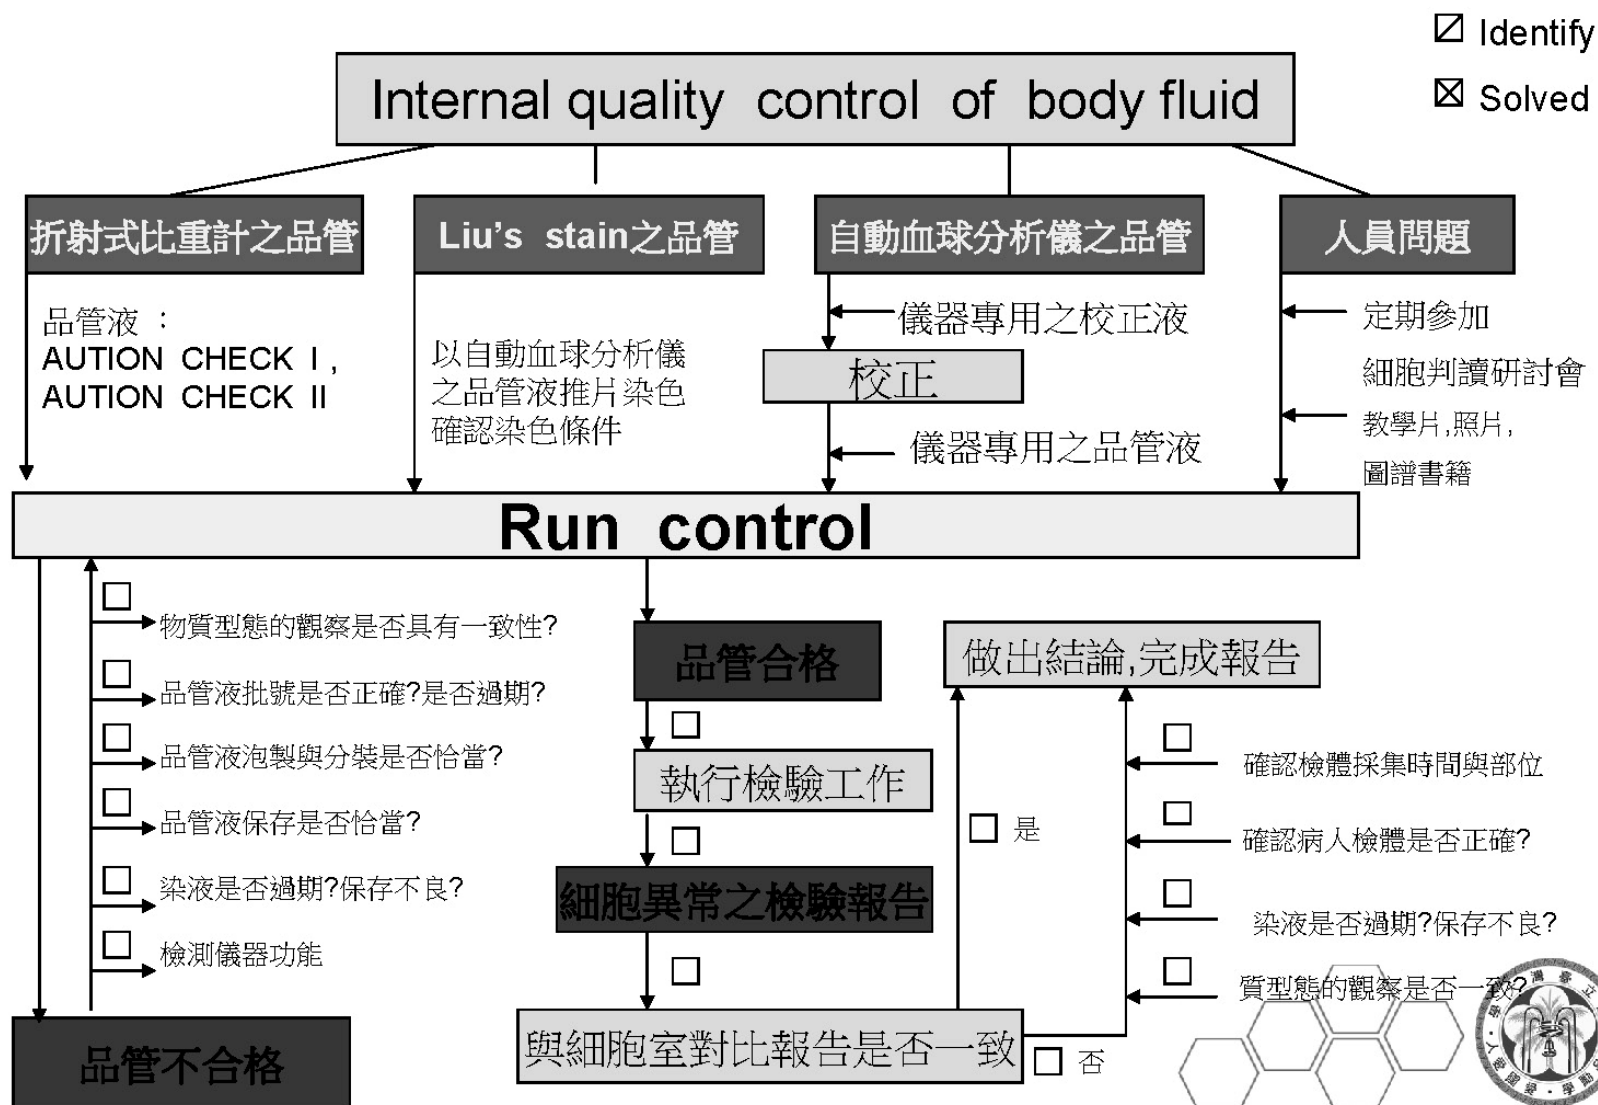 Identify
Solved
Internal quality control of body fluid
折射式比重計之品管
Liu's stain之品管
自動血球分析儀之品管
人員問題
品管液 :
AUTION CHECK I ,
AUTION CHECK II
以自動血球分析儀
之品管液推片染色
確認染色條件
儀器專用之校正液
校正
儀器專用之品管液
定期參加
細胞判讀研討會
教學片,照片,
圖譜書籍
Run control
物質型態的觀察是否具有一致性?
品管液批號是否正確?是否過期?
品管液泡製與分裝是否恰當?
品管液保存是否恰當?
染液是否過期?保存不良?
檢測儀器功能
品管不合格
品管合格
執行檢驗工作
細胞異常之檢驗報告
與細胞室對比報告是否一致
是
否
做出結論,完成報告
確認檢體採集時間與部位
確認病人檢體是否正確?
染液是否過期?保存不良?
質型態的觀察是否一致?